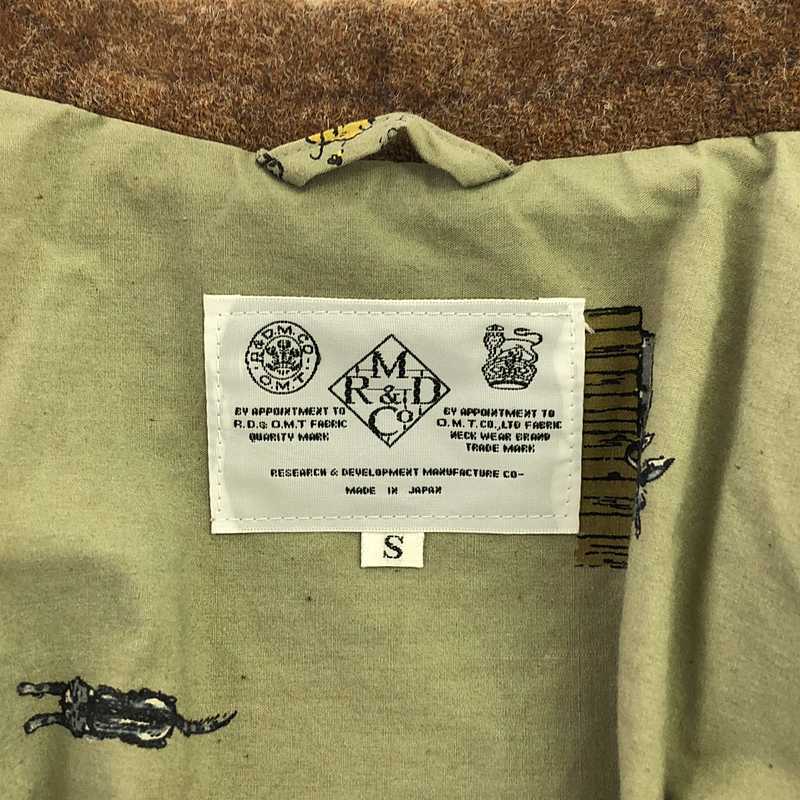 R&D.M.CO-
O.M.T.
M
R & D
Co
BY APPOINTMENT TO
R.D.& O.M.T FABRIC
QUARITY MARK
BY APPOINTMENT TO
O.M.T.CO.,LTD FABRIC
NECK WEAR BRAND
TRADE MARK
RESEARCH & DEVELOPMENT MANUFACTURE CO-
MADE IN JAPAN
S